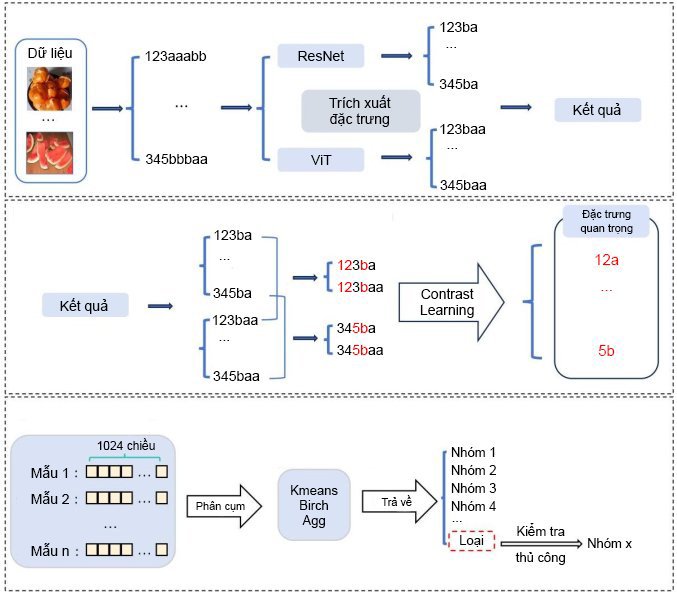 Dữ liệu
...
123aaabb
...
345bbbaa
ResNet
Trích xuất
đặc trưng
ViT
123ba
...
345ba
123baa
...
345baa
Kết quả
Kết quả
123ba
...
345ba
123baa
...
345baa
123ba
123baa
345ba
345baa
Contrast
Learning
Đặc trưng
quan trọng
12a
...
5b
1024 chiều
Mẫu 1 :
...
Mẫu 2 :
...
...
Mẫu n :
...
Phân cụm
Kmeans
Birch
Agg
Trả về
Nhóm 1
Nhóm 2
Nhóm 3
Nhóm 4
...
Loại
Kiểm tra
thủ công
Nhóm x